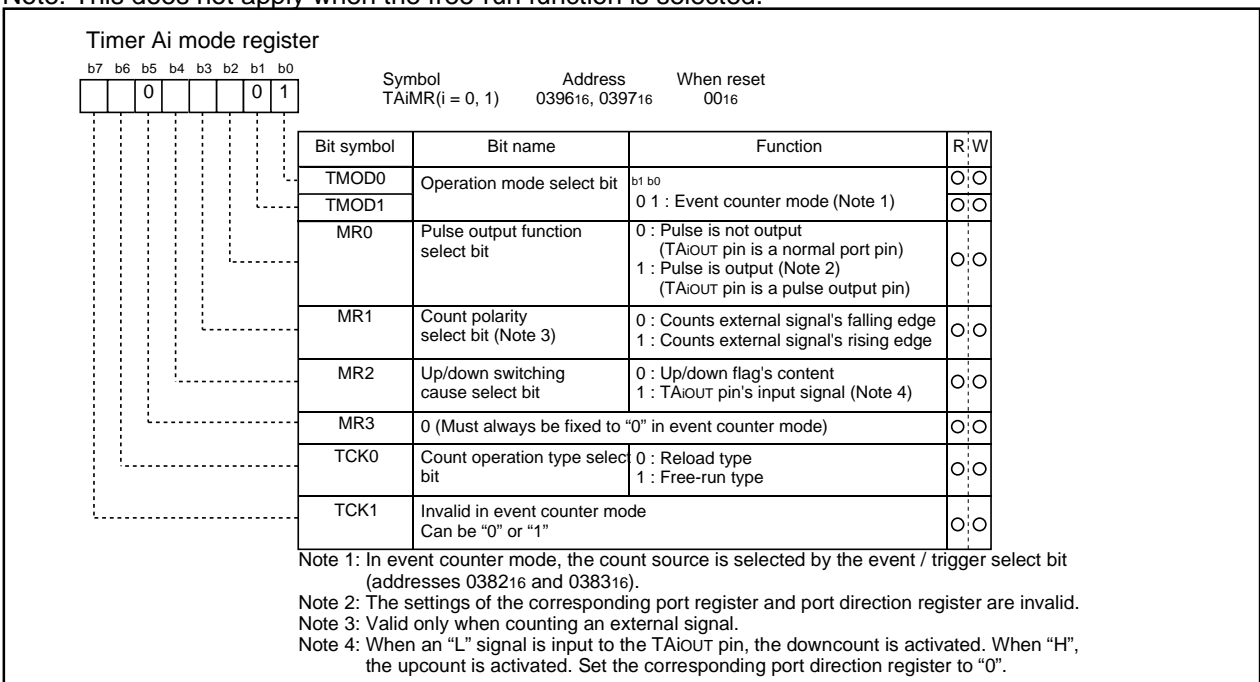 Note: This does not apply when the free-run function is selected.
Timer Ai mode register
b7 b6 b5 b4 b3 b2 b1 b0
0 0 1
Symbol Address When reset
TAiMR(i = 0, 1) 039616, 039716 0016
Bit symbol Bit name Function R W
TMOD0 Operation mode select bit b1 b0
TMOD1 0 1 : Event counter mode (Note 1)
MR0 Pulse output function 0 : Pulse is not output
select bit (TAiOUT pin is a normal port pin)
1 : Pulse is output (Note 2)
(TAiOUT pin is a pulse output pin)
MR1 Count polarity 0 : Counts external signal's falling edge
select bit (Note 3) 1 : Counts external signal's rising edge
MR2 Up/down switching 0 : Up/down flag's content
cause select bit 1 : TAiOUT pin's input signal (Note 4)
MR3 0 (Must always be fixed to “0” in event counter mode)
TCK0 Count operation type select 0 : Reload type
bit 1 : Free-run type
TCK1 Invalid in event counter mode
Can be “0” or “1”
Note 1: In event counter mode, the count source is selected by the event / trigger select bit
(addresses 038216 and 038316).
Note 2: The settings of the corresponding port register and port direction register are invalid.
Note 3: Valid only when counting an external signal.
Note 4: When an “L” signal is input to the TAiOUT pin, the downcount is activated. When “H”,
the upcount is activated. Set the corresponding port direction register to “0”.